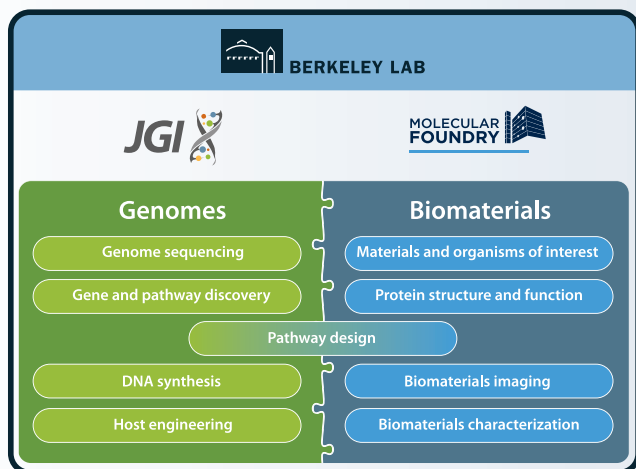 BERKELEY LAB
JGI
MOLECULAR
FOUNDRY
Genomes
Genome sequencing
Gene and pathway discovery
Biomaterials
Materials and organisms of interest
Protein structure and function
Pathway design
DNA synthesis
Host engineering
Biomaterials imaging
Biomaterials characterization